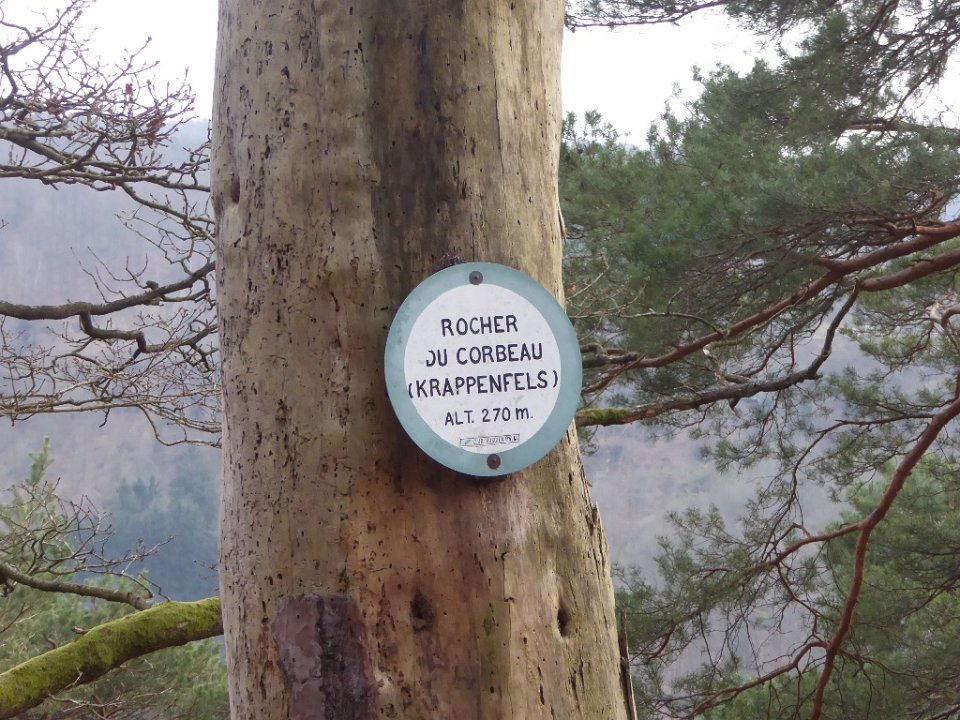 ROCHER
DU CORBEAU
(KRAPPENFELS)
ALT. 270 m.